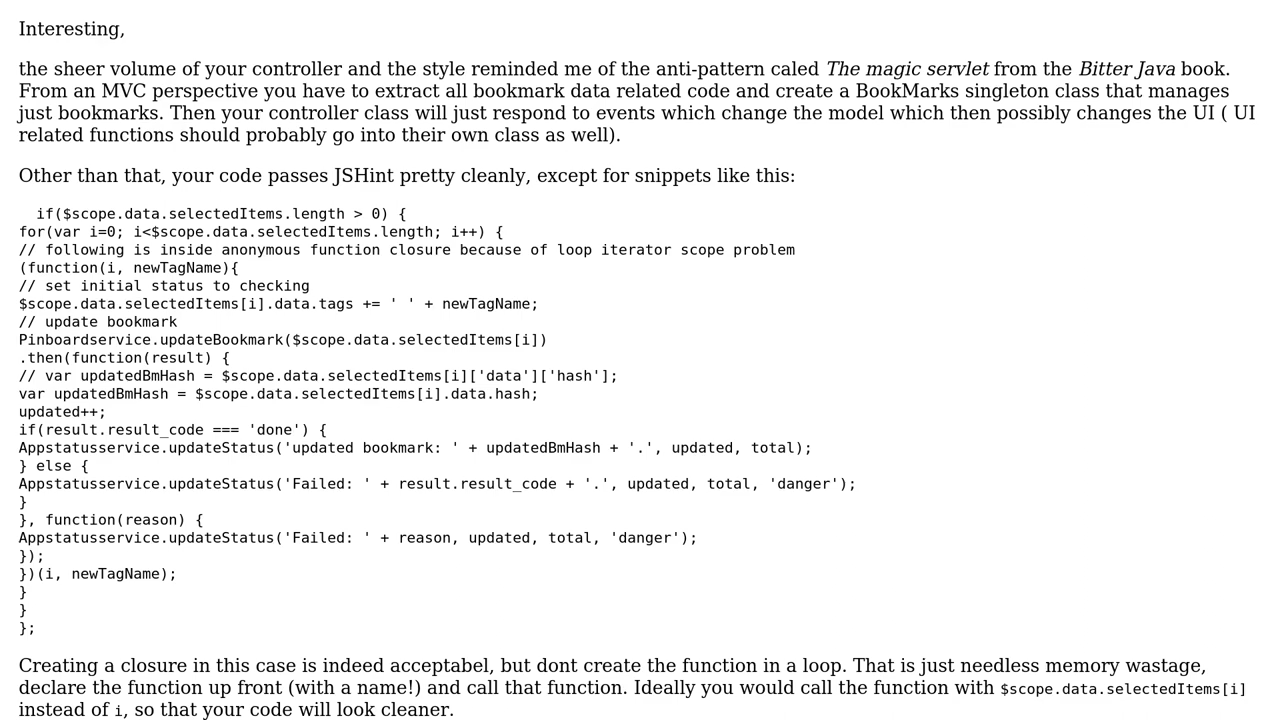 Interesting,
the sheer volume of your controller and the style reminded me of the anti-pattern caled The magic servlet from the Bitter Java book.
From an MVC perspective you have to extract all bookmark data related code and create a BookMarks singleton class that manages
just bookmarks. Then your controller class will just respond to events which change the model which then possibly changes the UI ( UI
related functions should probably go into their own class as well).
Other than that, your code passes JSHint pretty cleanly, except for snippets like this:
  if($scope.data.selectedItems.length > 0) {
for(var i=0; i<$scope.data.selectedItems.length; i++) {
// following is inside anonymous function closure because of loop iterator scope problem
(function(i, newTagName){
// set initial status to checking
$scope.data.selectedItems[i].data.tags += ' ' + newTagName;
// update bookmark
Pinboardservice.updateBookmark($scope.data.selectedItems[i])
.then(function(result) {
// var updatedBmHash = $scope.data.selectedItems[i]['data']['hash'];
var updatedBmHash = $scope.data.selectedItems[i].data.hash;
updated++;
if(result.result_code === 'done') {
Appstatusservice.updateStatus('updated bookmark: ' + updatedBmHash + '.', updated, total);
} else {
Appstatusservice.updateStatus('Failed: ' + result.result_code + '.', updated, total, 'danger');
}
}, function(reason) {
Appstatusservice.updateStatus('Failed: ' + reason, updated, total, 'danger');
});
})(i, newTagName);
}
}
};
Creating a closure in this case is indeed acceptabel, but dont create the function in a loop. That is just needless memory wastage,
declare the function up front (with a name!) and call that function. Ideally you would call the function with $scope.data.selectedItems[i]
instead of i, so that your code will look cleaner.